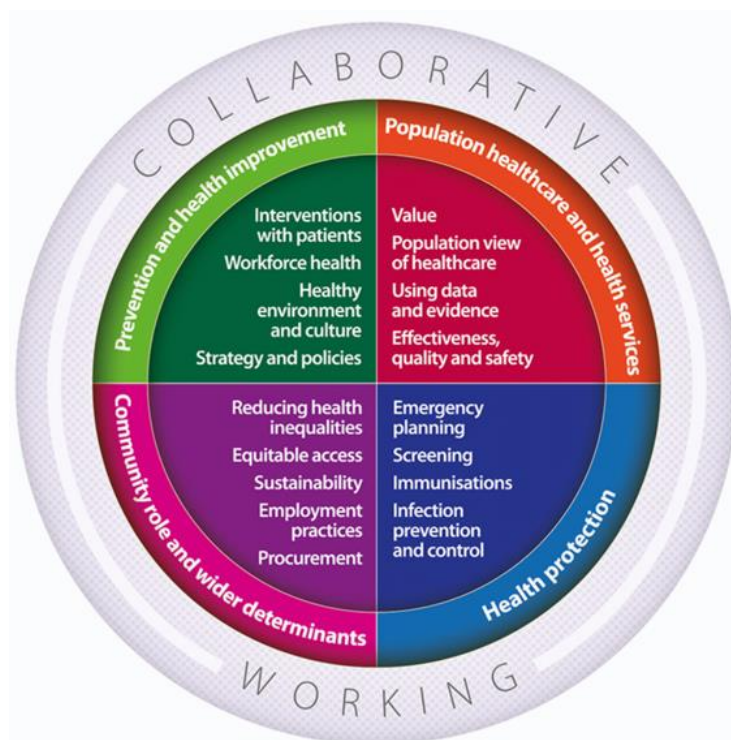 COLLABORATIVE
Prevention and health improvement
Population healthcare and health services
Interventions
with patients
Workforce health
Healthy
environment
and culture
Strategy and policies
Value
Population view
of healthcare
Using data
and evidence
Effectiveness,
quality and safety
Community role and wider determinants
Reducing health
inequalities
Equitable access
Sustainability
Employment
practices
Procurement
Emergency
planning
Screening
Immunisations
Infection
prevention
and control
Health protection
WORKING